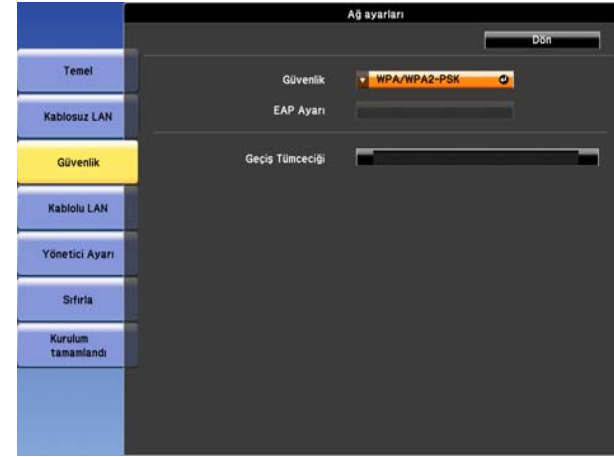 Ağ ayarları
Dön
Temel
Kablosuz LAN
Güvenlik
Kablolu LAN
Yönetici Ayarı
Sıfırla
Kurulum
tamamlandı
Güvenlik
WPA/WPA2-PSK
EAP Ayarı
Geçiş Tümceciği